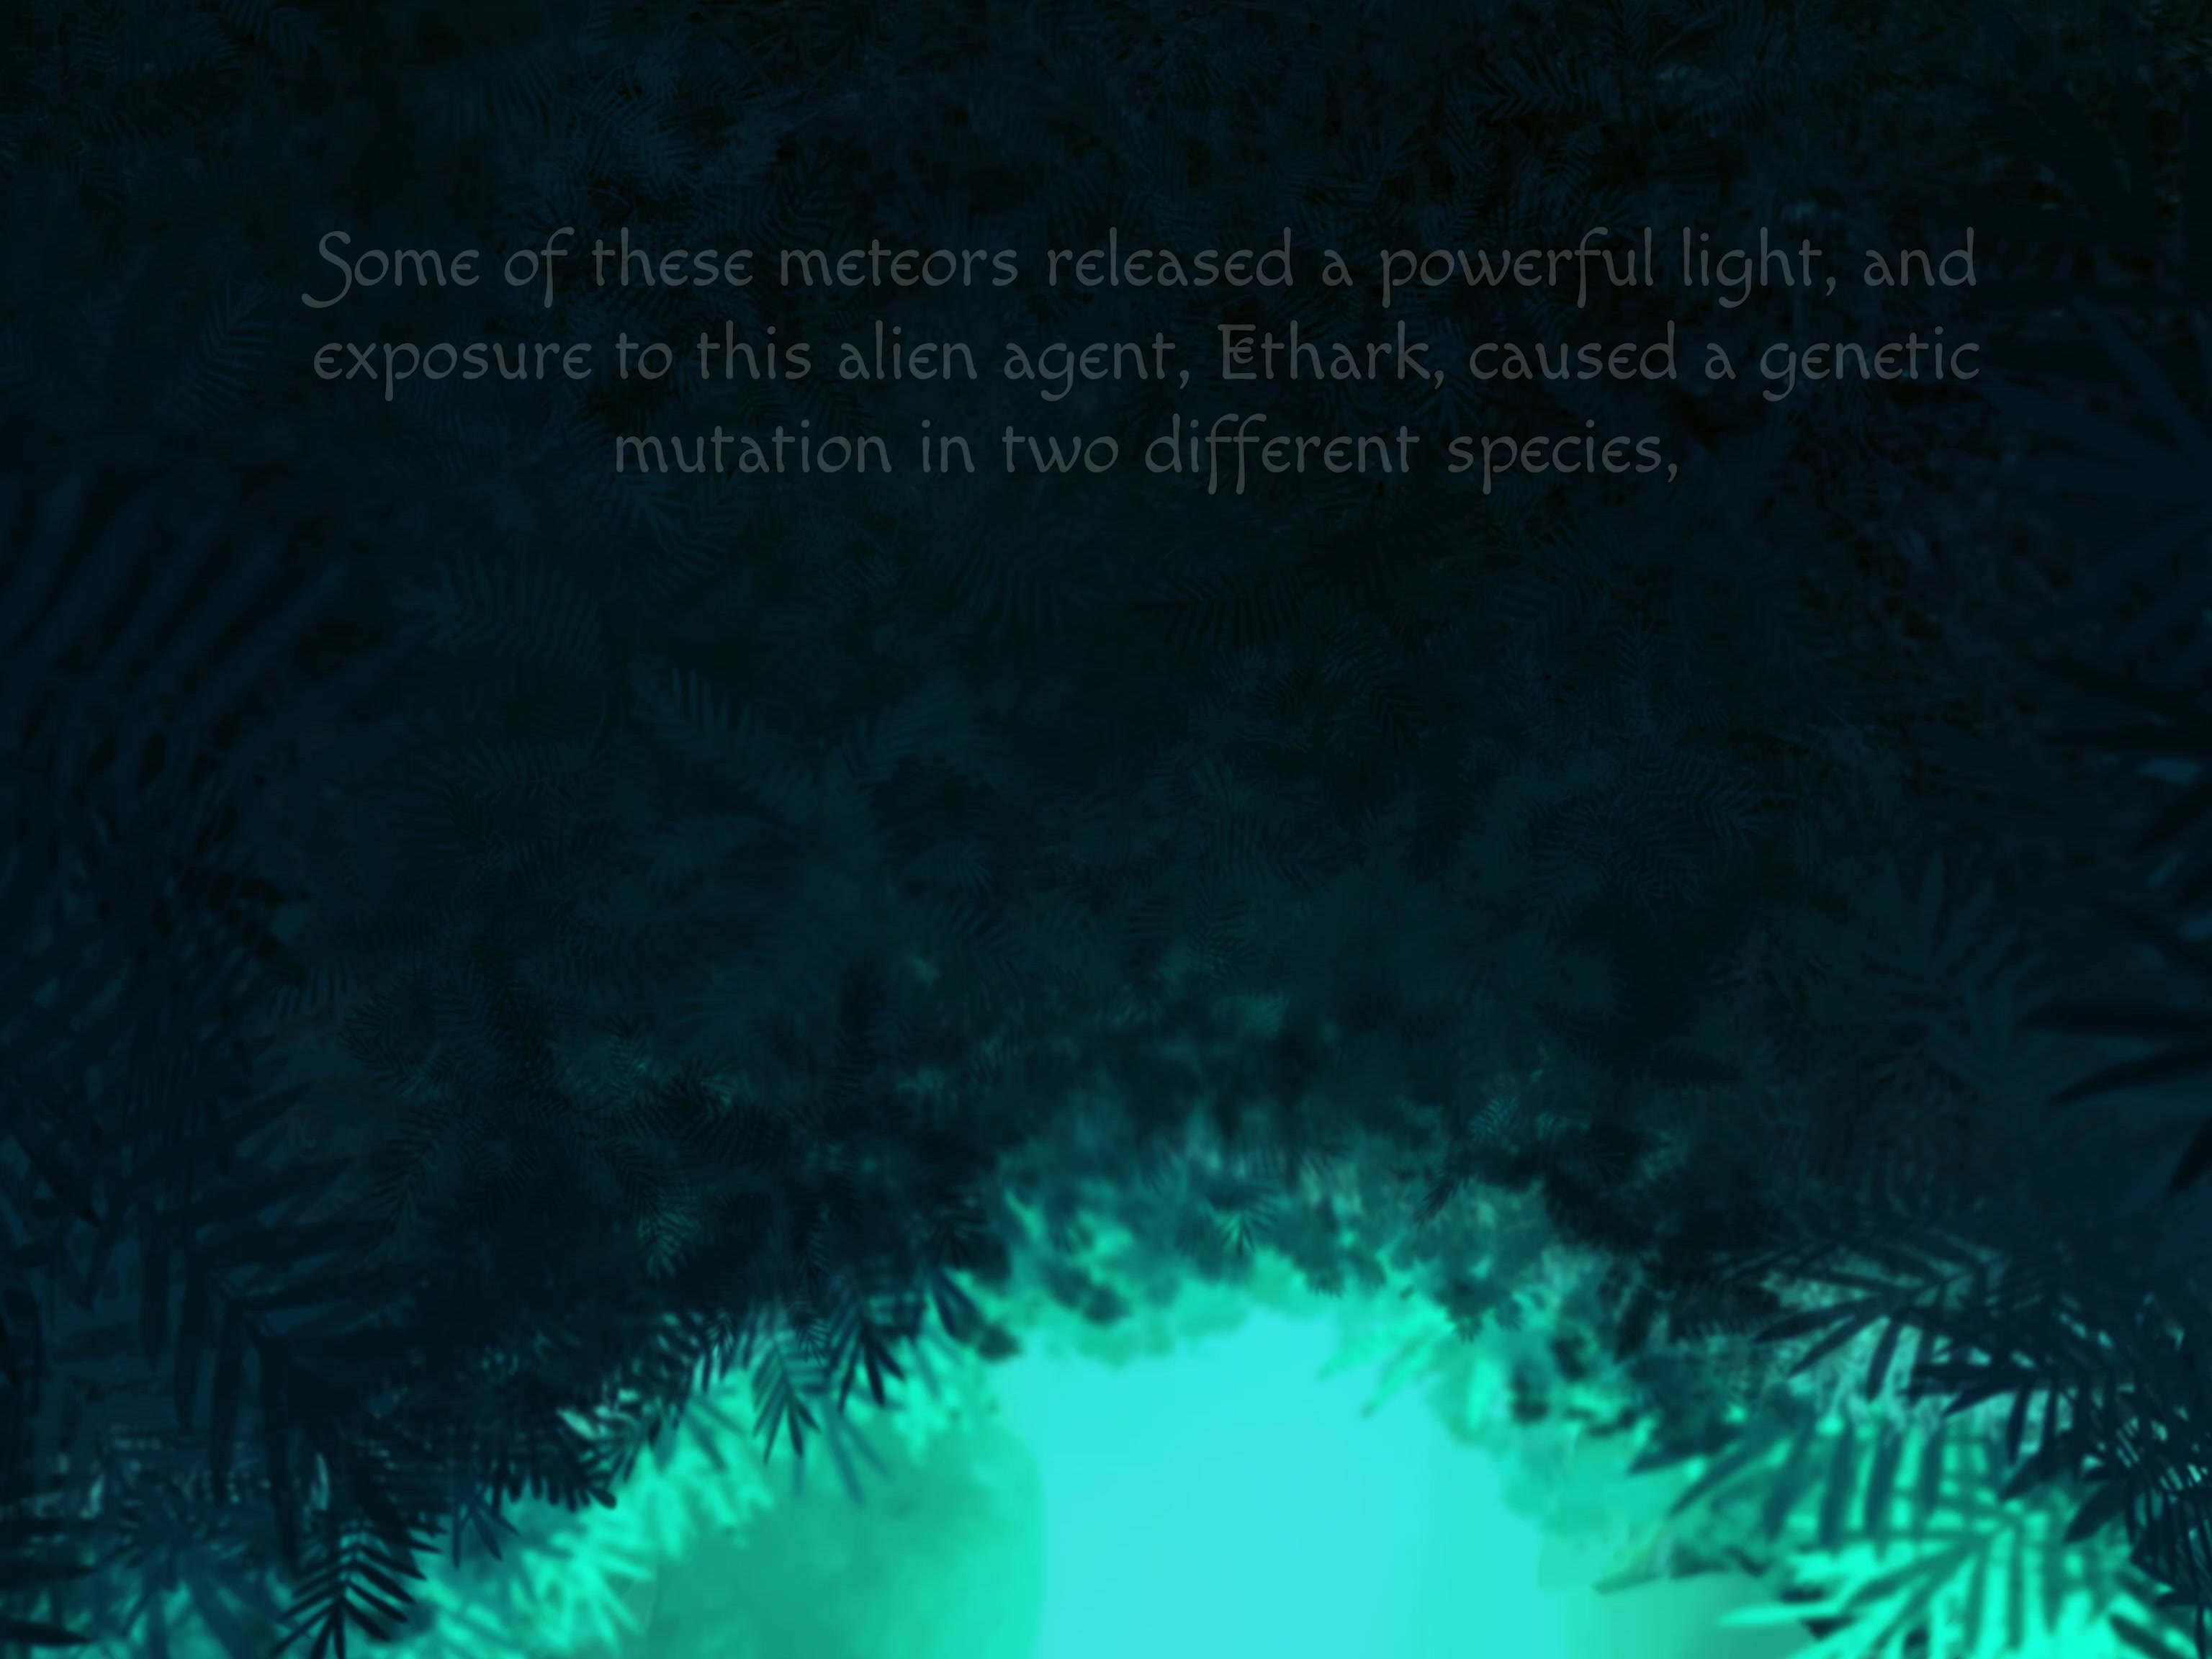 Some of these meteors released a powerful light, and
exposure to this alien agent, Ethark, caused a genetic
mutation in two different species,